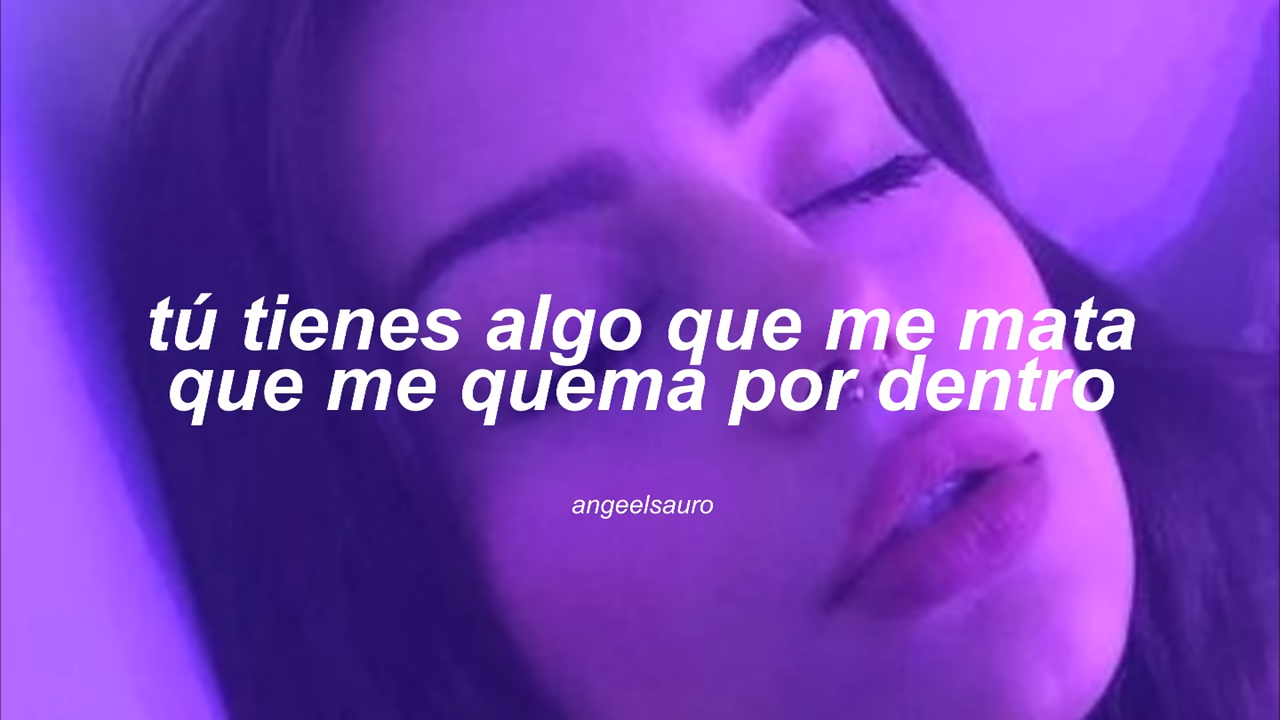 tú tienes algo que me mata
que me quema por dentro
angeelsauro